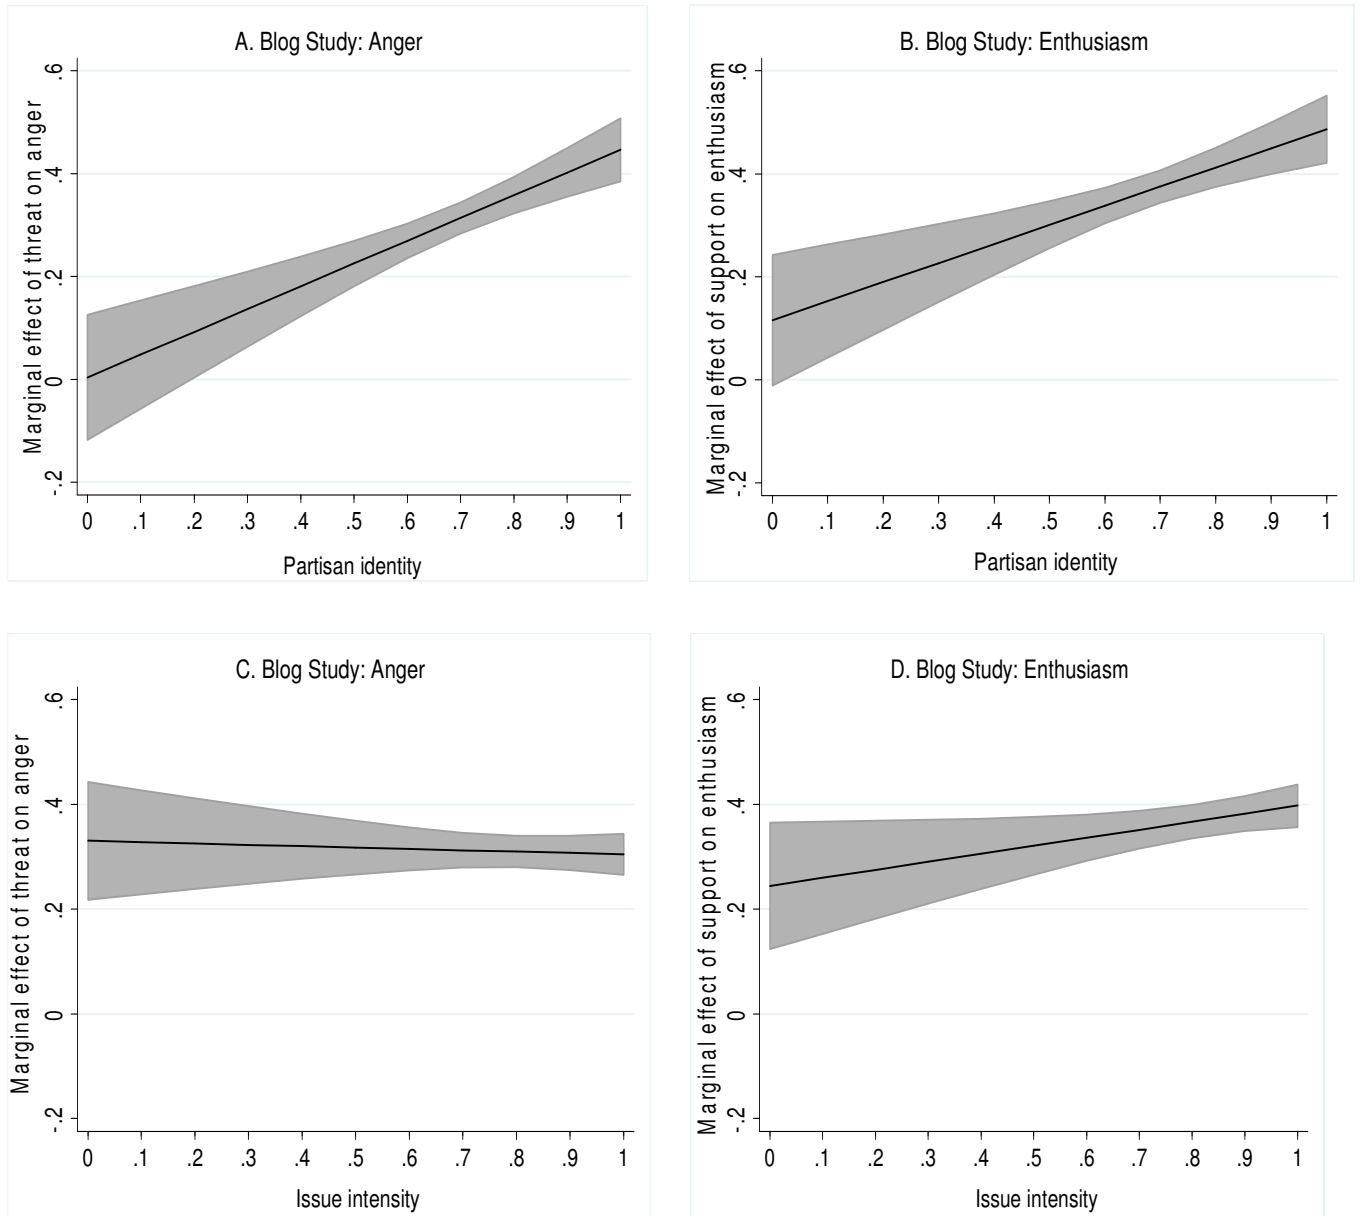 A. Blog Study: Anger
Marginal effect of threat on anger
.6
.4
.2
0
-.2
0 .1 .2 .3 .4 .5 .6 .7 .8 .9 1
Partisan identity
B. Blog Study: Enthusiasm
Marginal effect of support on enthusiasm
.6
.4
.2
0
-.2
0 .1 .2 .3 .4 .5 .6 .7 .8 .9 1
Partisan identity
C. Blog Study: Anger
Marginal effect of threat on anger
.6
.4
.2
0
-.2
0 .1 .2 .3 .4 .5 .6 .7 .8 .9 1
Issue intensity
D. Blog Study: Enthusiasm
Marginal effect of support on enthusiasm
.6
.4
.2
0
-.2
0 .1 .2 .3 .4 .5 .6 .7 .8 .9 1
Issue intensity